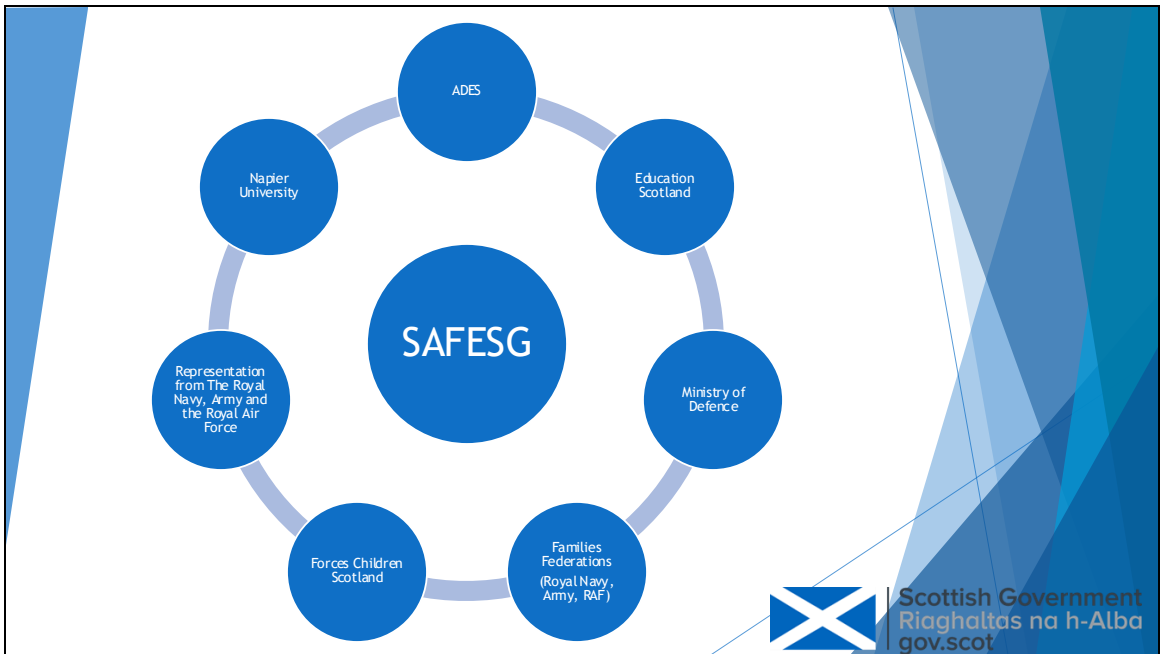 ADES
Education
Scotland
Ministry of
Defence
Families
Federations
(Royal Navy,
Army, RAF)
Forces Children
Scotland
Representation
from The Royal
Navy, Army and
the Royal Air
Force
Napier
University
SAFESG
Scottish Government
Riaghaltas na h-Alba
gov.scot